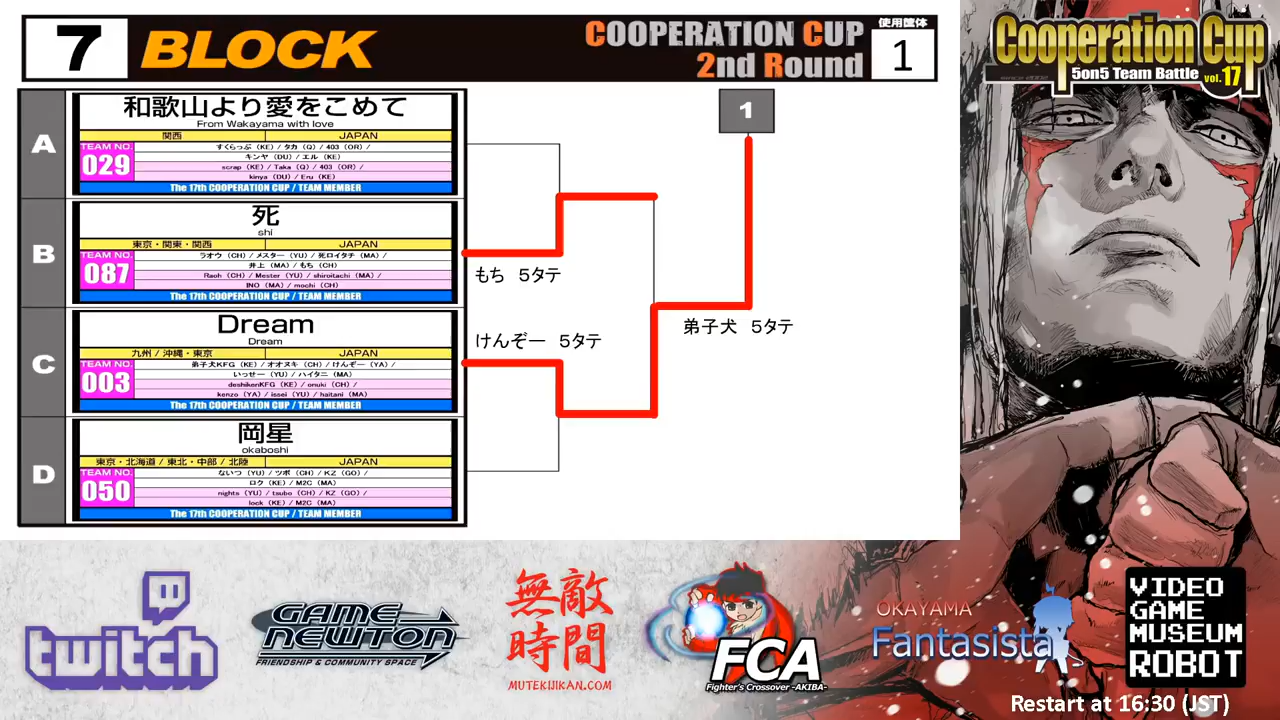 7 BLOCK
COOPERATION CUP
2nd Round
使用筐体
1
A
和歌山より愛をこめて
From Wakayama with love
関西 JAPAN
TEAM NO.
029
すくらっぷ (KE) / タカ (Q) / 403 (OR) /
キンヤ (DU) / エル (KE)
scrap (KE) / Taka (Q) / 403 (OR) /
kinya (DU) / Eru (KE)
The 17th COOPERATION CUP / TEAM MEMBER
B
死
shi
東京・関東・関西 JAPAN
TEAM NO.
087
ラオウ (CH) / メスター (YU) / 死ロイタチ (MA) /
井上 (MA) / もち (CH)
Raoh (CH) / Mester (YU) / shiroitachi (MA) /
INO (MA) / mochi (CH)
The 17th COOPERATION CUP / TEAM MEMBER
C
Dream
Dream
九州 / 沖縄・東京 JAPAN
TEAM NO.
003
弟子犬KFG (KE) / オオヌキ (CH) / けんぞー (YA) /
いっせー (YU) / ハイタニ (MA)
deshikenKFG (KE) / onuki (CH) /
kenzo (YA) / issei (YU) / haitani (MA)
The 17th COOPERATION CUP / TEAM MEMBER
D
岡星
okaboshi
東京・北海道 / 東北・中部 / 北陸 JAPAN
TEAM NO.
050
ないつ (YU) / ツボ (CH) / KZ (GO) /
ロク (KE) / M2C (MA)
nights (YU) / tsubo (CH) / KZ (GO) /
lock (KE) / M2C (MA)
The 17th COOPERATION CUP / TEAM MEMBER
もち 5タテ
けんぞー 5タテ
弟子犬 5タテ
1
Cooperation Cup
since 2002
5on5 Team Battle vol.17
twitch
GAME
NEWTON
FRIENDSHIP & COMMUNITY SPACE
無敵
時間
MUTEKIJIKAN.COM
FCA
Fighter's Crossover -AKIBA-
OKAYAMA
Fantasista
VIDEO
GAME
MUSEUM
ROBOT
Restart at 16:30 (JST)